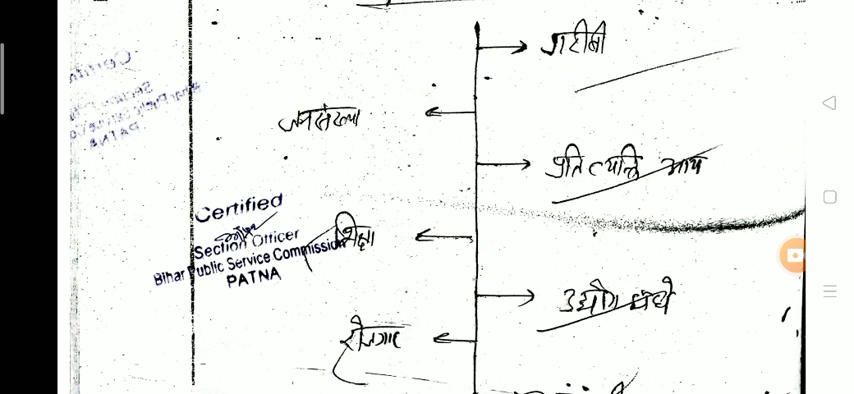 गरीबी
जनसंख्या
प्रति व्यक्ति आय
Certified
Section Officer
Bihar Public Service Commission
PATNA
शिक्षा
उद्योग धंधे
रोजगार